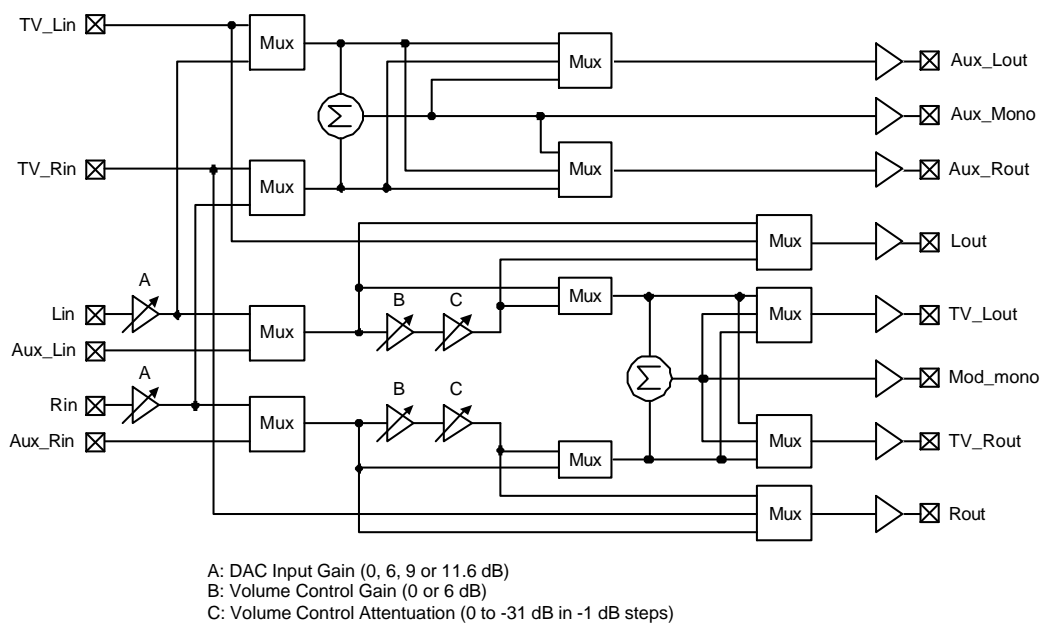 TV_Lin
Mux
Mux
Aux_Lout
Σ
Aux_Mono
TV_Rin
Mux
Mux
Aux_Rout
Mux
Lout
A
Lin
B
C
Mux
Mux
TV_Lout
Mux
Aux_Lin
A
Rin
B
C
Σ
Mod_mono
Mux
Aux_Rin
Mux
Mux
TV_Rout
Mux
Rout
A: DAC Input Gain (0, 6, 9 or 11.6 dB)
B: Volume Control Gain (0 or 6 dB)
C: Volume Control Attentuation (0 to -31 dB in -1 dB steps)